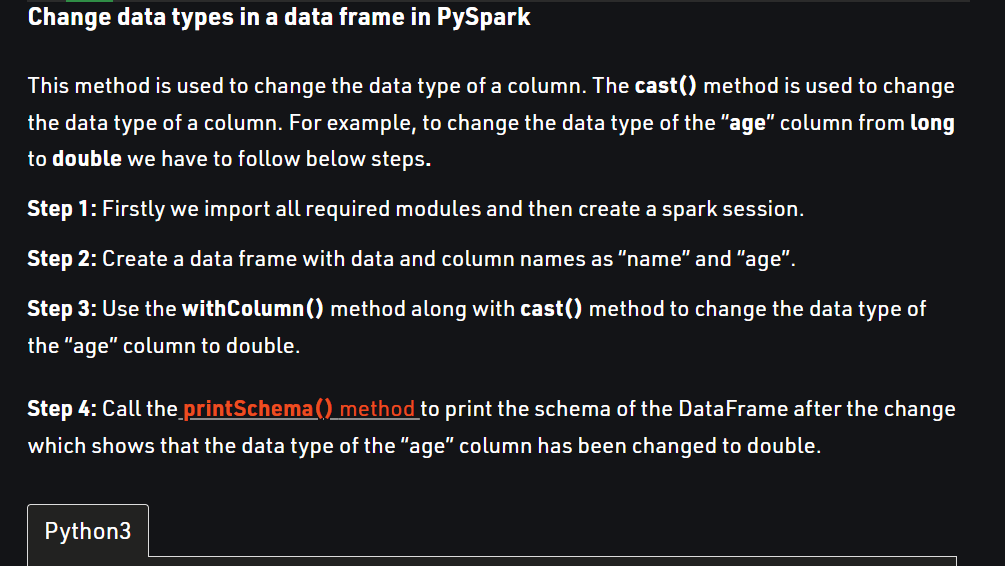 Change data types in a data frame in PySpark
This method is used to change the data type of a column. The cast() method is used to change
the data type of a column. For example, to change the data type of the “age” column from long
to double we have to follow below steps.
Step 1: Firstly we import all required modules and then create a spark session.
Step 2: Create a data frame with data and column names as “name” and “age”.
Step 3: Use the withColumn() method along with cast() method to change the data type of
the “age” column to double.
Step 4: Call the printSchema() method to print the schema of the DataFrame after the change
which shows that the data type of the “age” column has been changed to double.
Python3